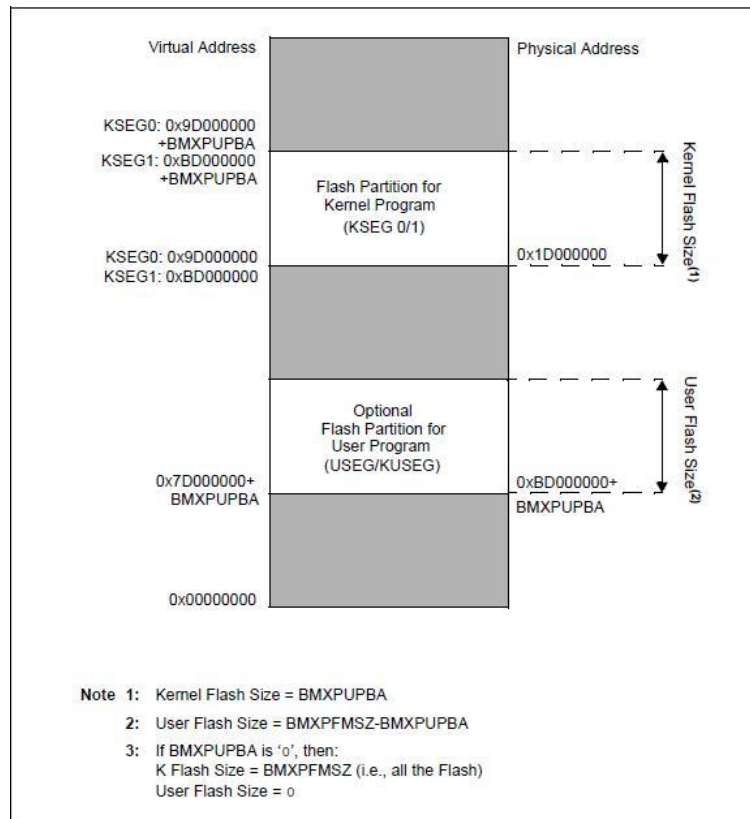 Virtual Address
Physical Address
KSEG0: 0x9D000000
+BMXPUPBA
KSEG1: 0xBD000000
+BMXPUPBA
Flash Partition for
Kernel Program
(KSEG 0/1)
Kernel Flash Size(1)
KSEG0: 0x9D000000
KSEG1: 0xBD000000
0x1D000000
Optional
Flash Partition for
User Program
(USEG/KUSEG)
User Flash Size(2)
0x7D000000+
BMXPUPBA
0xBD000000+
BMXPUPBA
0x00000000
Note 1: Kernel Flash Size = BMXPUPBA
2: User Flash Size = BMXPFMSZ-BMXPUPBA
3: If BMXPUPBA is ‘0’, then:
K Flash Size = BMXPFMSZ (i.e., all the Flash)
User Flash Size = 0